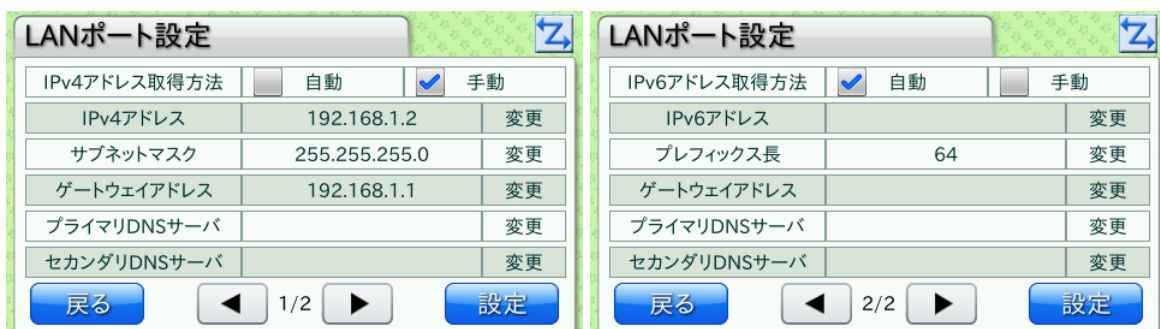 LANポート設定
IPv4アドレス取得方法 自動 手動
IPv4アドレス 192.168.1.2 変更
サブネットマスク 255.255.255.0 変更
ゲートウェイアドレス 192.168.1.1 変更
プライマリDNSサーバ 変更
セカンダリDNSサーバ 変更
戻る ◀ 1/2 ▶ 設定
LANポート設定
IPv6アドレス取得方法 自動 手動
IPv6アドレス 変更
プレフィックス長 64 変更
ゲートウェイアドレス 変更
プライマリDNSサーバ 変更
セカンダリDNSサーバ 変更
戻る ◀ 2/2 ▶ 設定